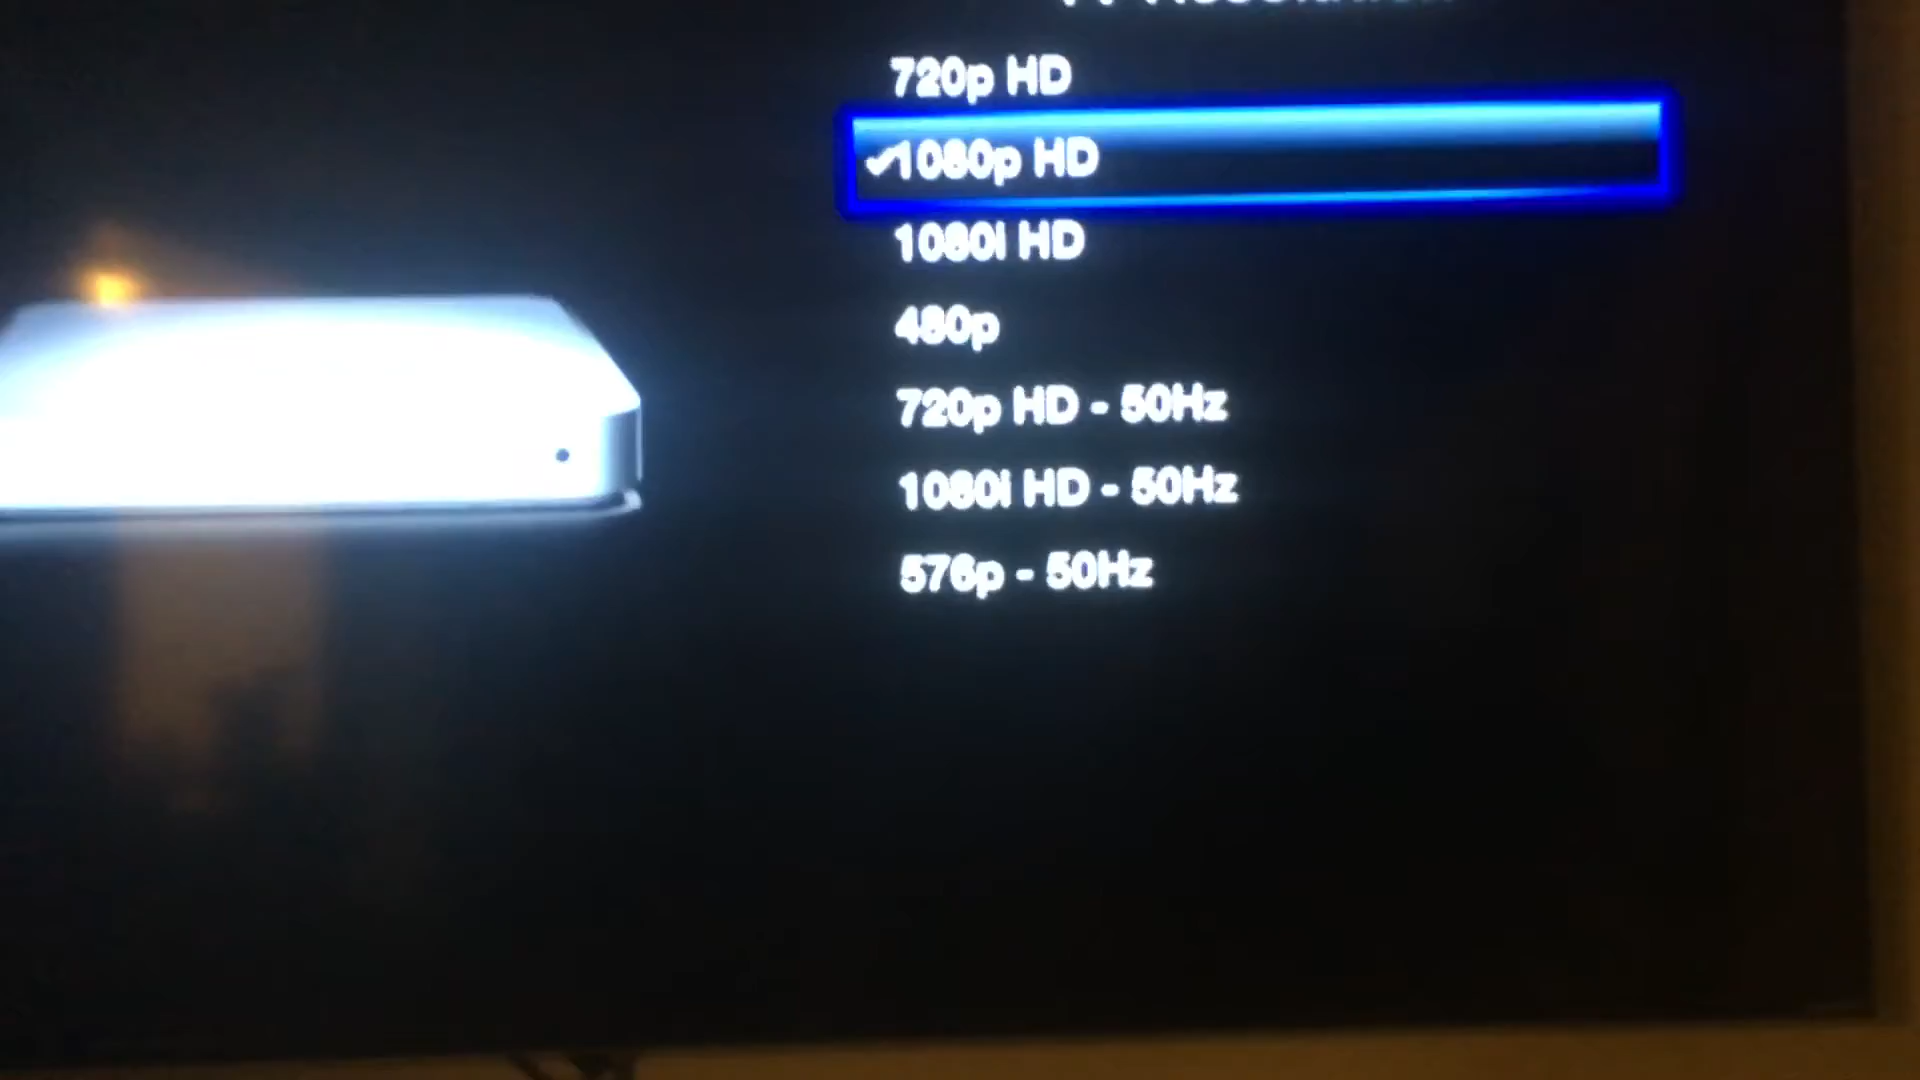 720p HD
✓1080p HD
1080i HD
480p
720p HD - 50Hz
1080i HD - 50Hz
576p - 50Hz